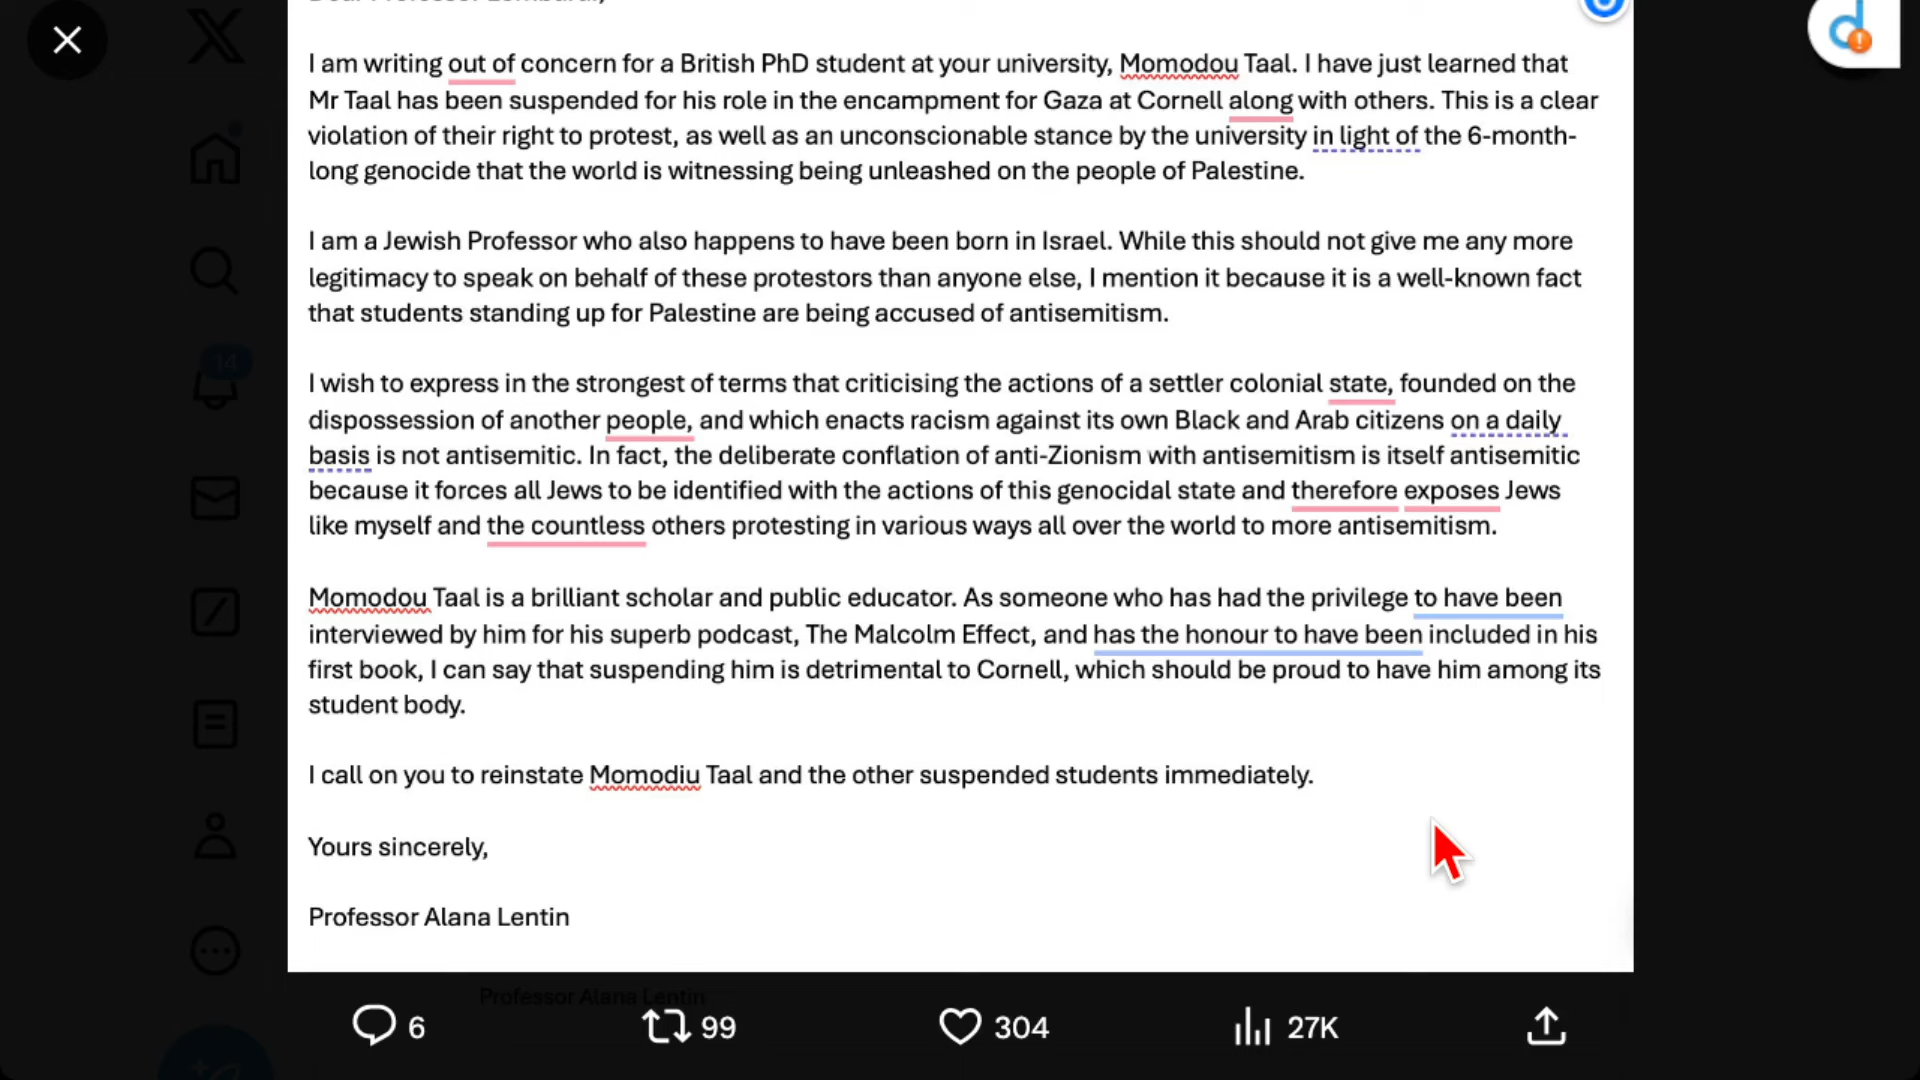 Dear Professor Lombardi,
I am writing out of concern for a British PhD student at your university, Momodou Taal. I have just learned that
Mr Taal has been suspended for his role in the encampment for Gaza at Cornell along with others. This is a clear
violation of their right to protest, as well as an unconscionable stance by the university in light of the 6-month-
long genocide that the world is witnessing being unleashed on the people of Palestine.
I am a Jewish Professor who also happens to have been born in Israel. While this should not give me any more
legitimacy to speak on behalf of these protestors than anyone else, I mention it because it is a well-known fact
that students standing up for Palestine are being accused of antisemitism.
I wish to express in the strongest of terms that criticising the actions of a settler colonial state, founded on the
dispossession of another people, and which enacts racism against its own Black and Arab citizens on a daily
basis is not antisemitic. In fact, the deliberate conflation of anti-Zionism with antisemitism is itself antisemitic
because it forces all Jews to be identified with the actions of this genocidal state and therefore exposes Jews
like myself and the countless others protesting in various ways all over the world to more antisemitism.
Momodou Taal is a brilliant scholar and public educator. As someone who has had the privilege to have been
interviewed by him for his superb podcast, The Malcolm Effect, and has the honour to have been included in his
first book, I can say that suspending him is detrimental to Cornell, which should be proud to have him among its
student body.
I call on you to reinstate Momodiu Taal and the other suspended students immediately.
Yours sincerely,
Professor Alana Lentin
Professor Alana Lentin
14
6
99
304
27K